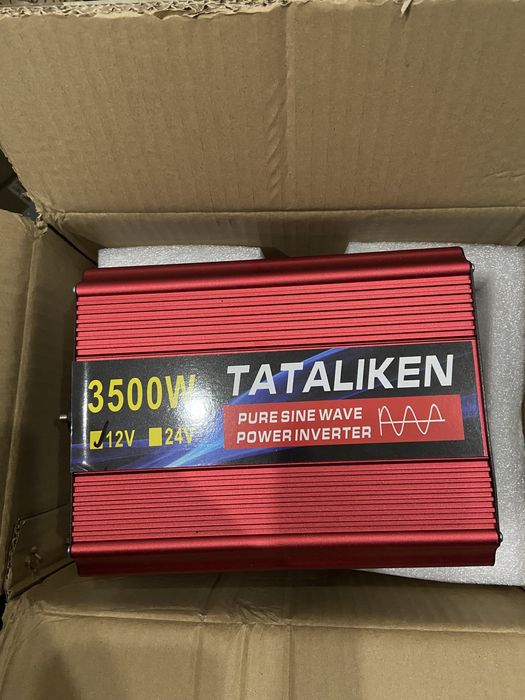 3500W
12V 24V
TATALIKEN
PURE SINE WAVE
POWER INVERTER